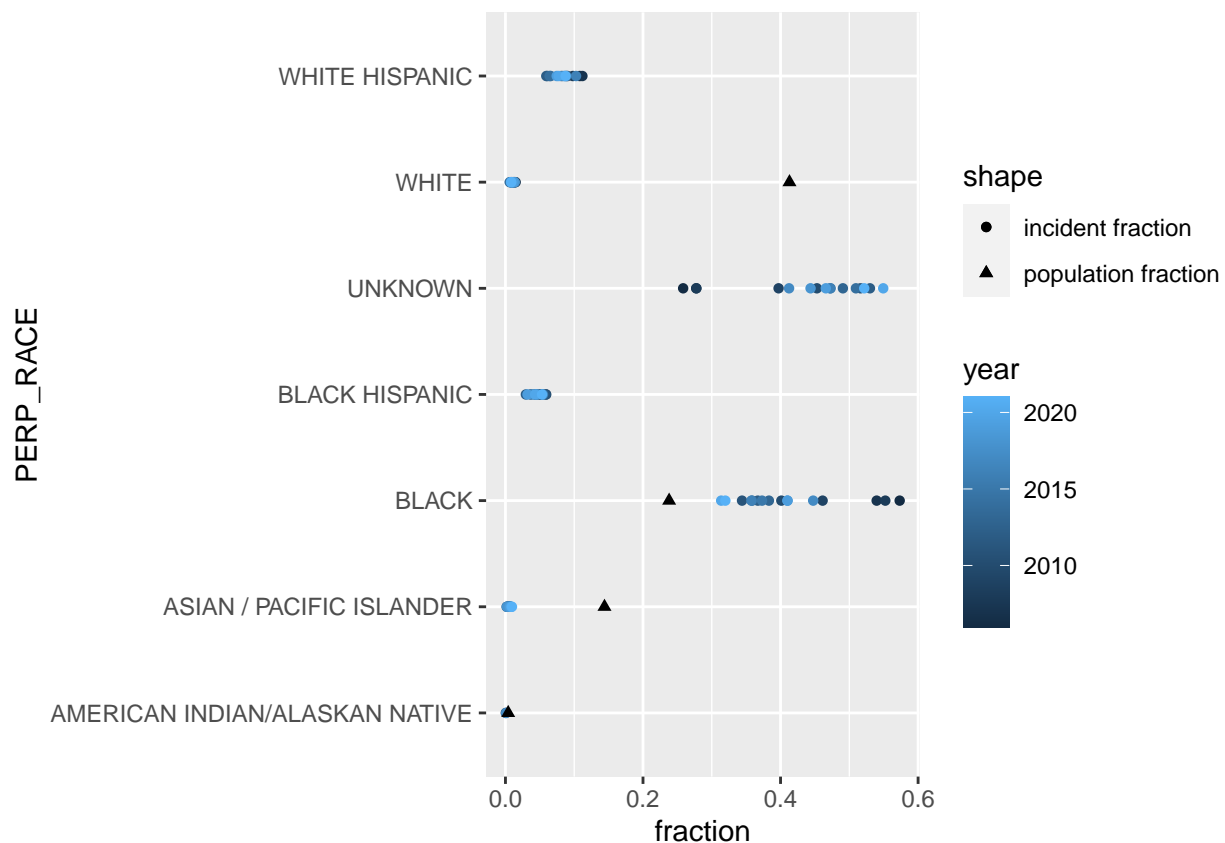 WHITE HISPANIC
WHITE
UNKNOWN
BLACK HISPANIC
BLACK
ASIAN / PACIFIC ISLANDER
AMERICAN INDIAN/ALASKAN NATIVE
PERP_RACE
0.0
0.2
0.4
0.6
fraction
shape
incident fraction
population fraction
year
2020
2015
2010